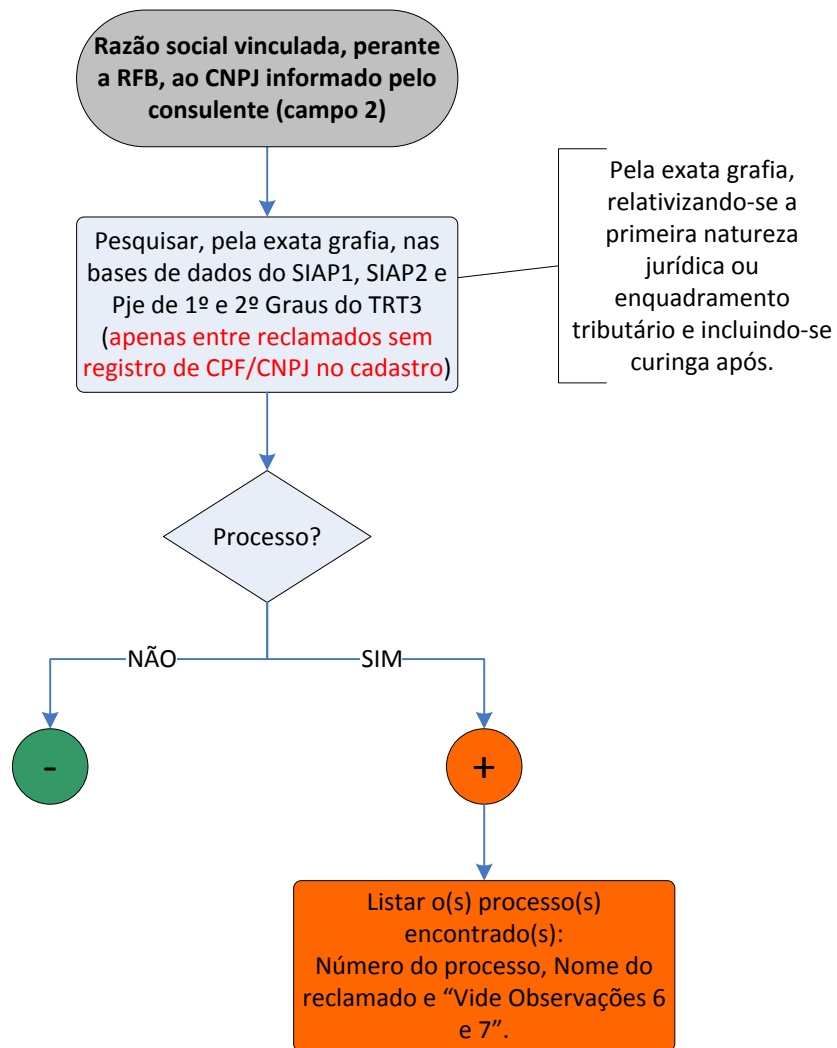 Razão social vinculada, perante
a RFB, ao CNPJ informado pelo
consulente (campo 2)
Pesquisar, pela exata grafia, nas
bases de dados do SIAP1, SIAP2 e
Pje de 1º e 2º Graus do TRT3
(apenas entre reclamados sem
registro de CPF/CNPJ no cadastro)
Pela exata grafia,
relativizando-se a
primeira natureza
jurídica ou
enquadramento
tributário e incluindo-se
curinga após.
Processo?
NÃO
SIM
-
+
Listar o(s) processo(s)
encontrado(s):
Número do processo, Nome do
reclamado e “Vide Observações 6
e 7”.